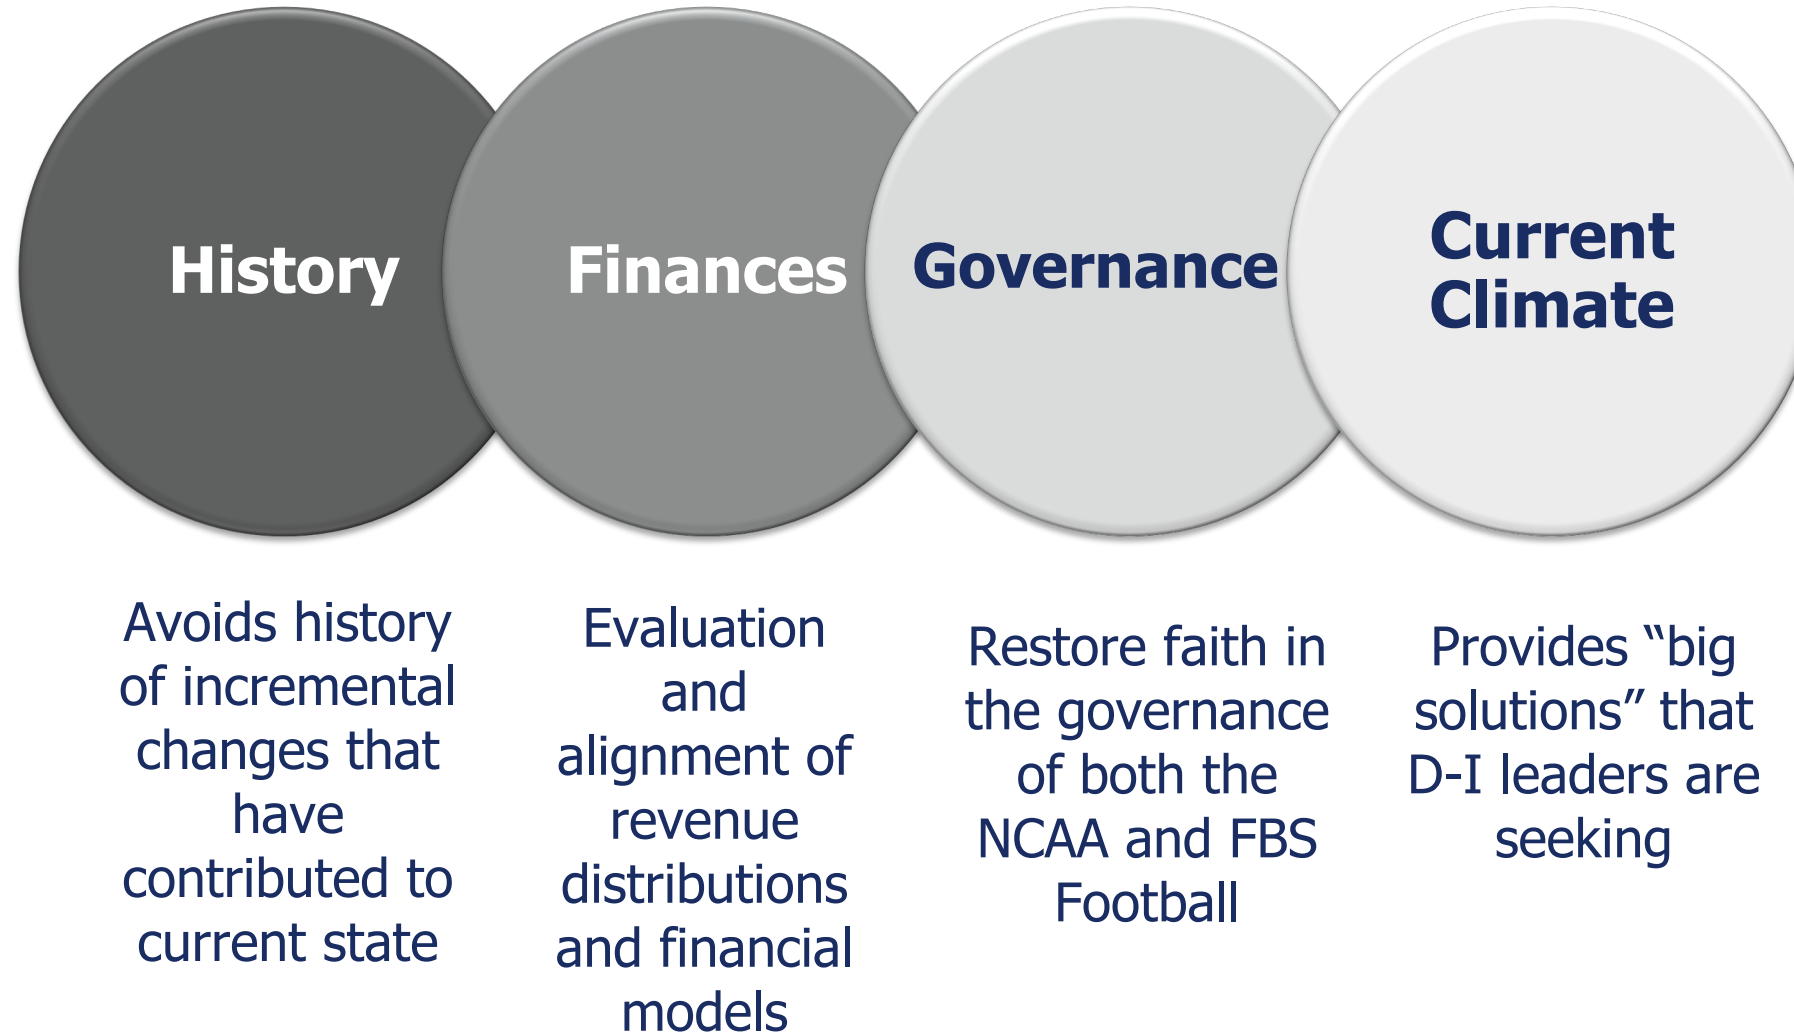 History
Finances
Governance
Current
Climate
Avoids history
of incremental
changes that
have
contributed to
current state
Evaluation
and
alignment of
revenue
distributions
and financial
models
Restore faith in
the governance
of both the
NCAA and FBS
Football
Provides “big
solutions” that
D-I leaders are
seeking